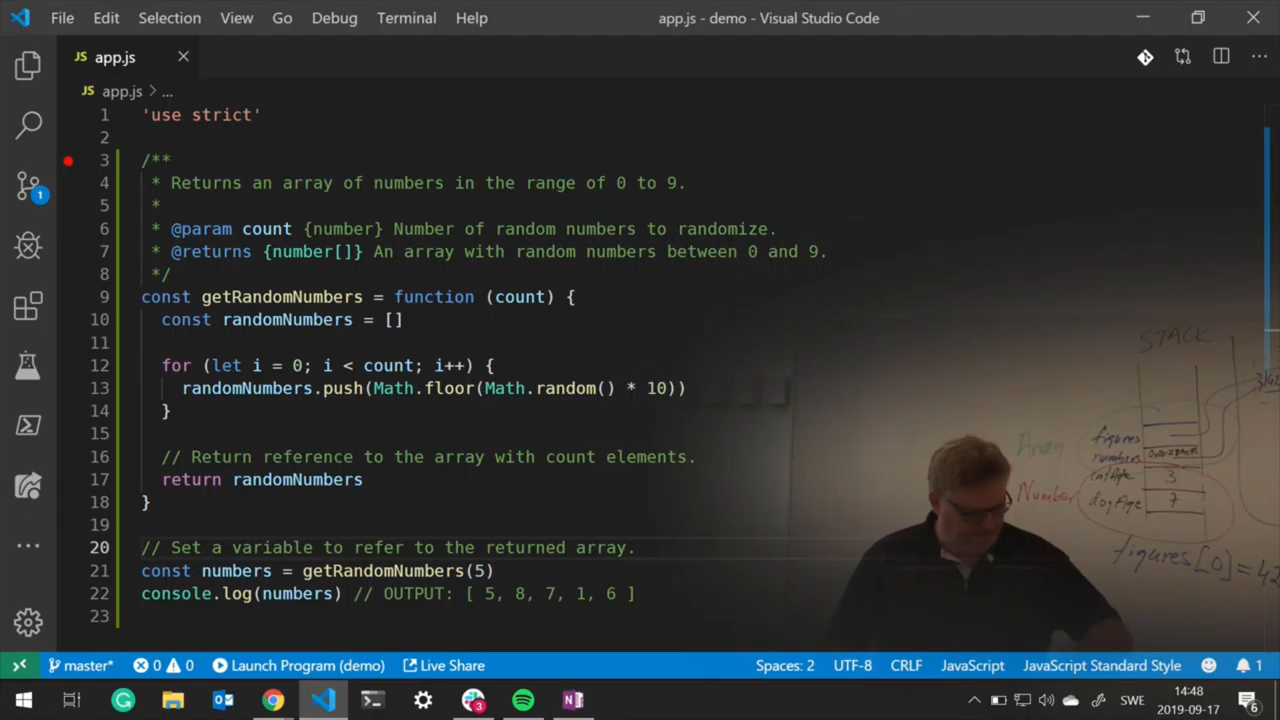 File Edit Selection View Go Debug Terminal Help app.js - demo - Visual Studio Code
JS app.js
JS app.js > ...
1 'use strict'
2
3 /**
4 * Returns an array of numbers in the range of 0 to 9.
5 *
6 * @param count {number} Number of random numbers to randomize.
7 * @returns {number[]} An array with random numbers between 0 and 9.
8 */
9 const getRandomNumbers = function (count) {
10 const randomNumbers = []
11
12 for (let i = 0; i < count; i++) {
13 randomNumbers.push(Math.floor(Math.random() * 10))
14 }
15
16 // Return reference to the array with count elements.
17 return randomNumbers
18 }
19
20 // Set a variable to refer to the returned array.
21 const numbers = getRandomNumbers(5)
22 console.log(numbers) // OUTPUT: [ 5, 8, 7, 1, 6 ]
23
1
STACK
Array figures
numbers
catAge 3
Number dogAge 7
figures[0] = 42
master* 0 0 Launch Program (demo) Live Share Spaces: 2 UTF-8 CRLF JavaScript JavaScript Standard Style 1
3 SWE 14:48 6
2019-09-17